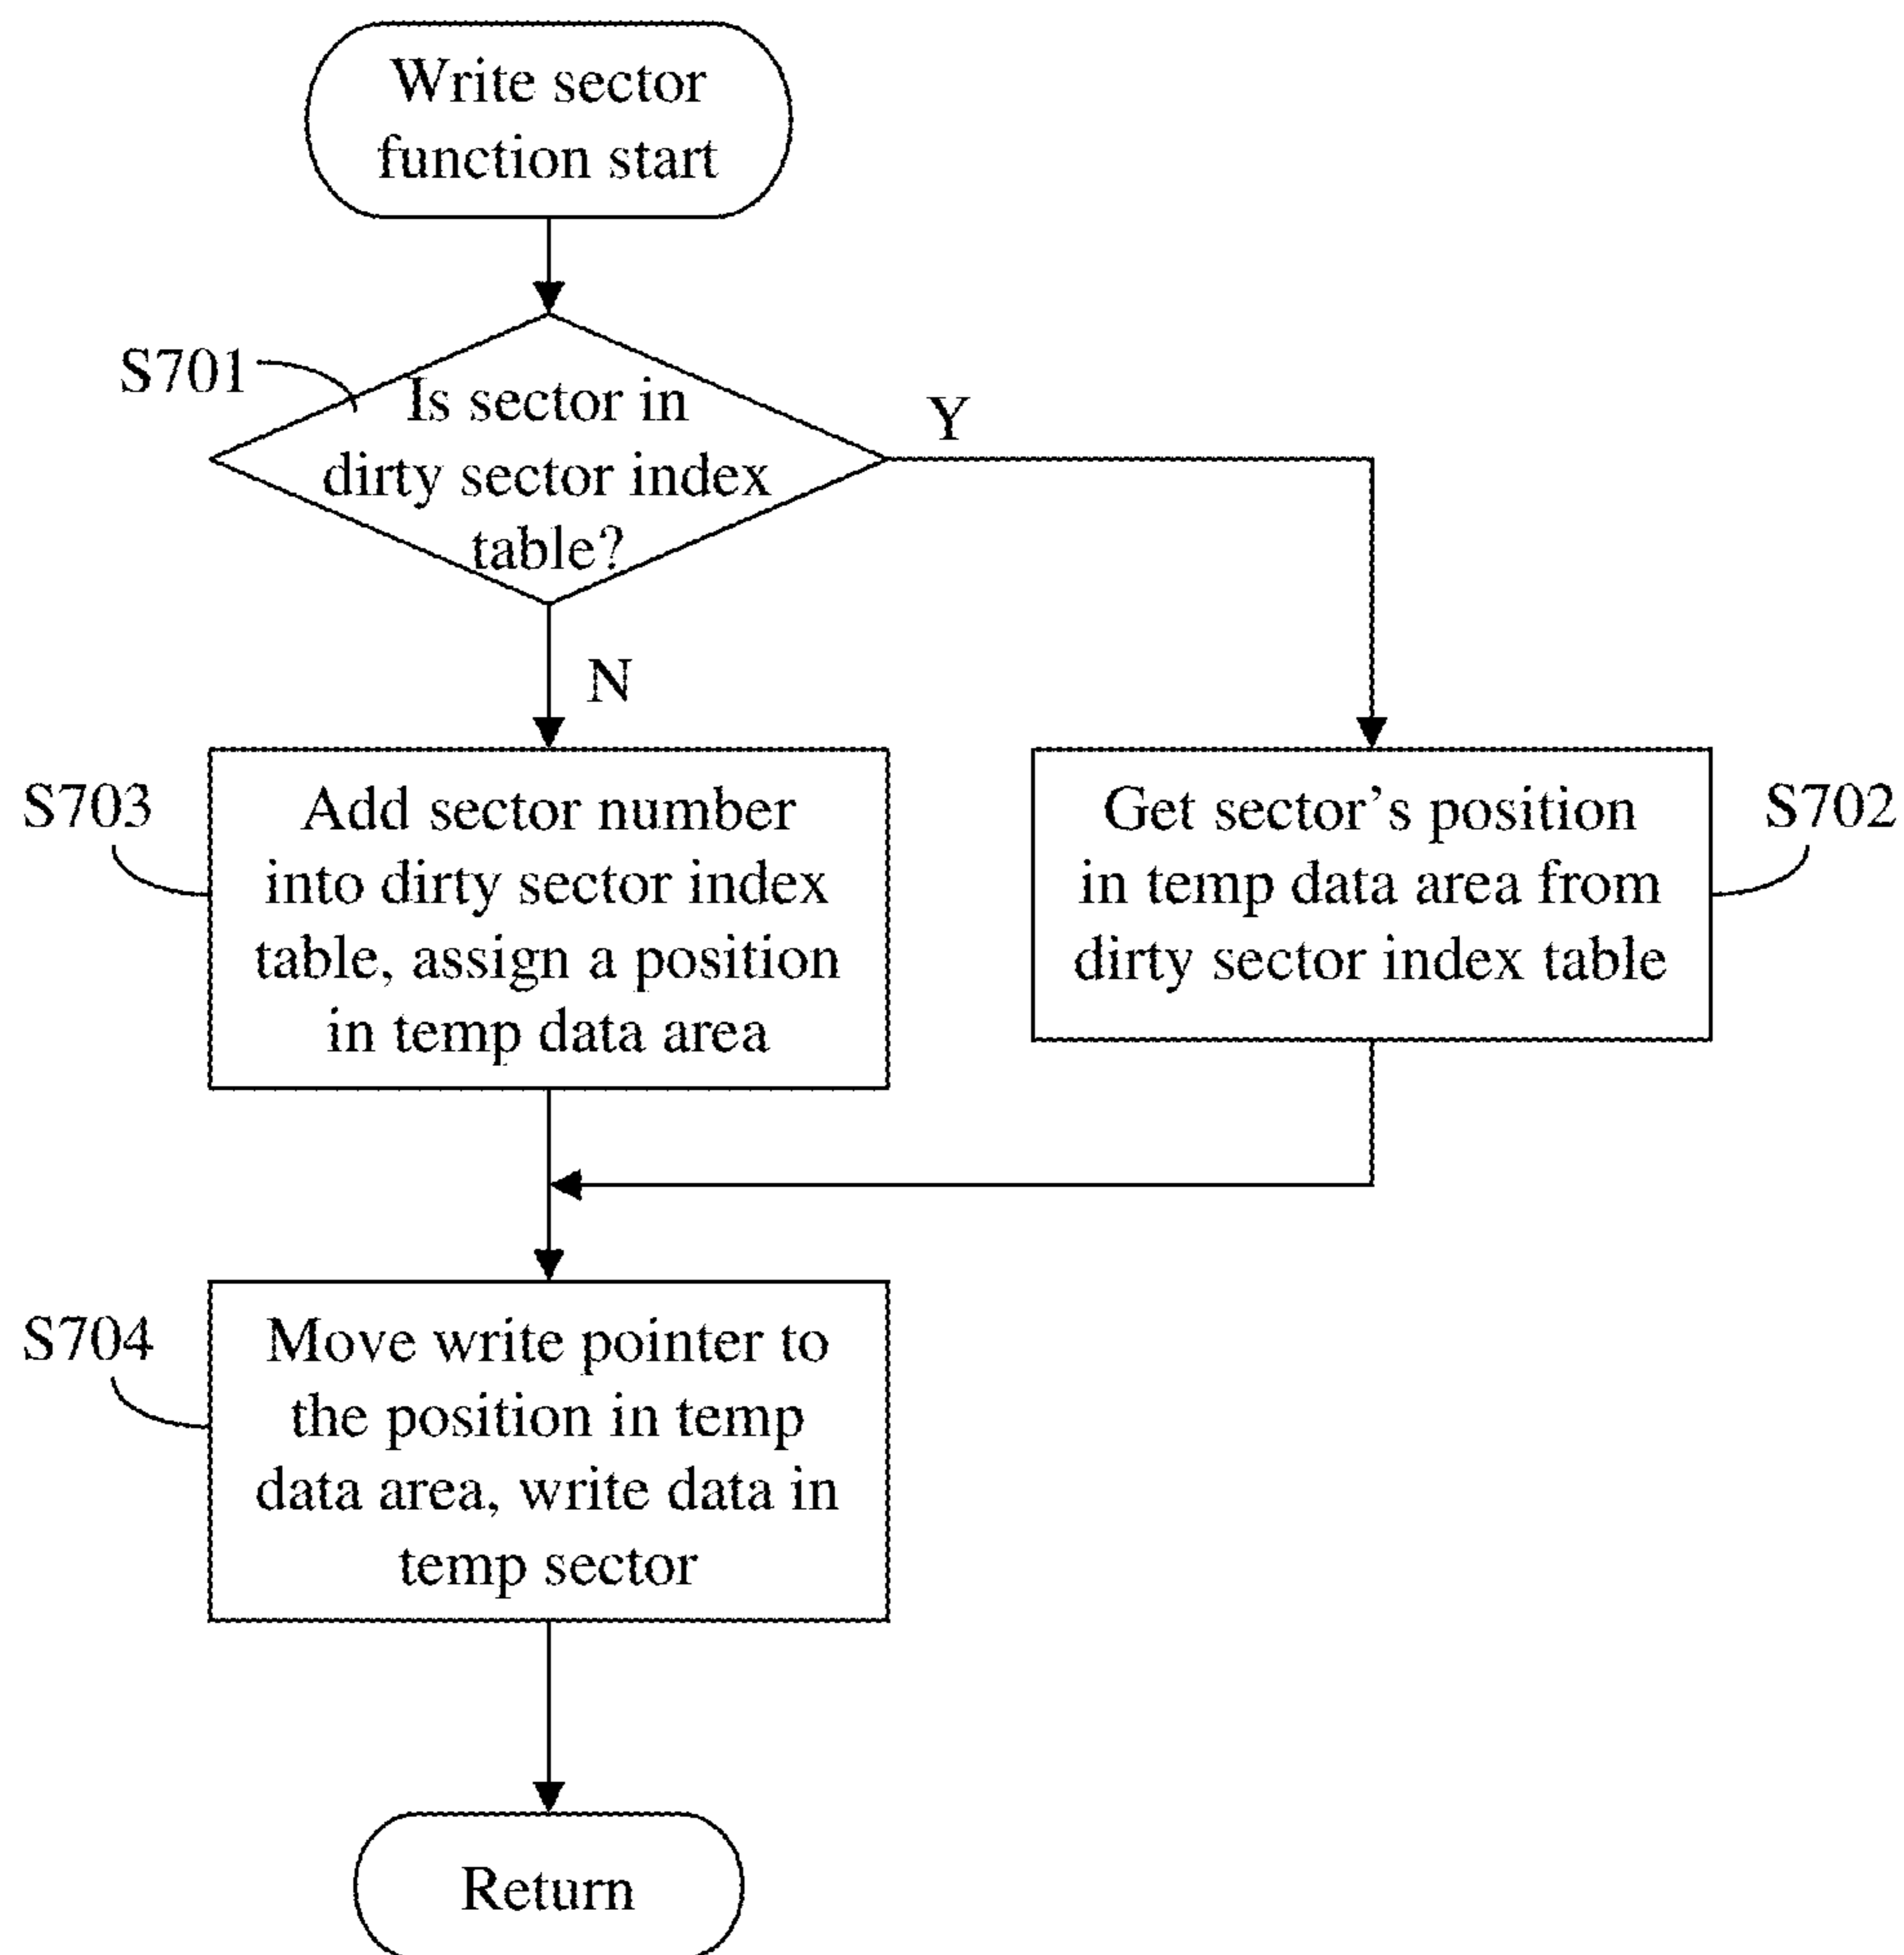 Write sector
function start
S701
Is sector in
dirty sector index
table?
Y
N
S703
Add sector number
into dirty sector index
table, assign a position
in temp data area
Get sector's position
in temp data area from
dirty sector index table
S702
S704
Move write pointer to
the position in temp
data area, write data in
temp sector
Return